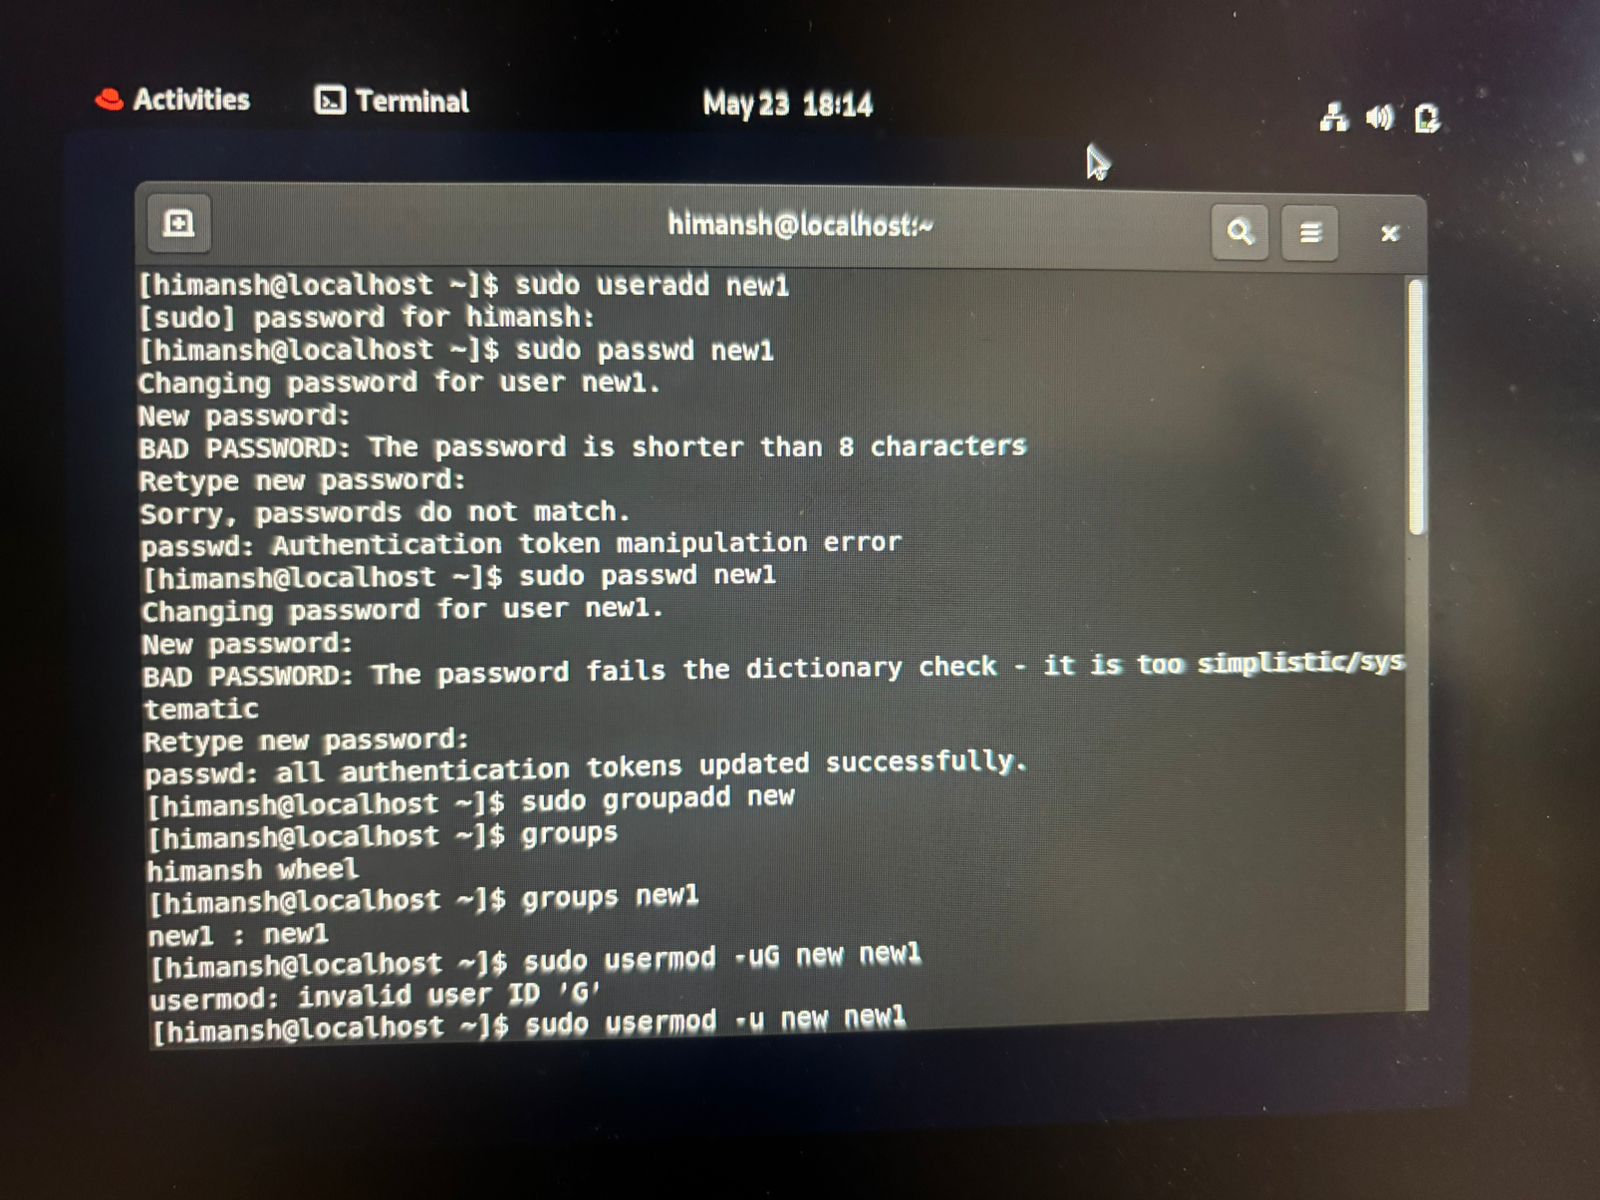 Activities
Terminal
May 23 18:14
himansh@localhost:~
[himansh@localhost ~]$ sudo useradd new1
[sudo] password for himansh:
[himansh@localhost ~]$ sudo passwd new1
Changing password for user new1.
New password:
BAD PASSWORD: The password is shorter than 8 characters
Retype new password:
Sorry, passwords do not match.
passwd: Authentication token manipulation error
[himansh@localhost ~]$ sudo passwd new1
Changing password for user new1.
New password:
BAD PASSWORD: The password fails the dictionary check - it is too simplistic/sys
tematic
Retype new password:
passwd: all authentication tokens updated successfully.
[himansh@localhost ~]$ sudo groupadd new
[himansh@localhost ~]$ groups
himansh wheel
[himansh@localhost ~]$ groups new1
new1 : new1
[himansh@localhost ~]$ sudo usermod -uG new new1
usermod: invalid user ID 'G'
[himansh@localhost ~]$ sudo usermod -u new new1